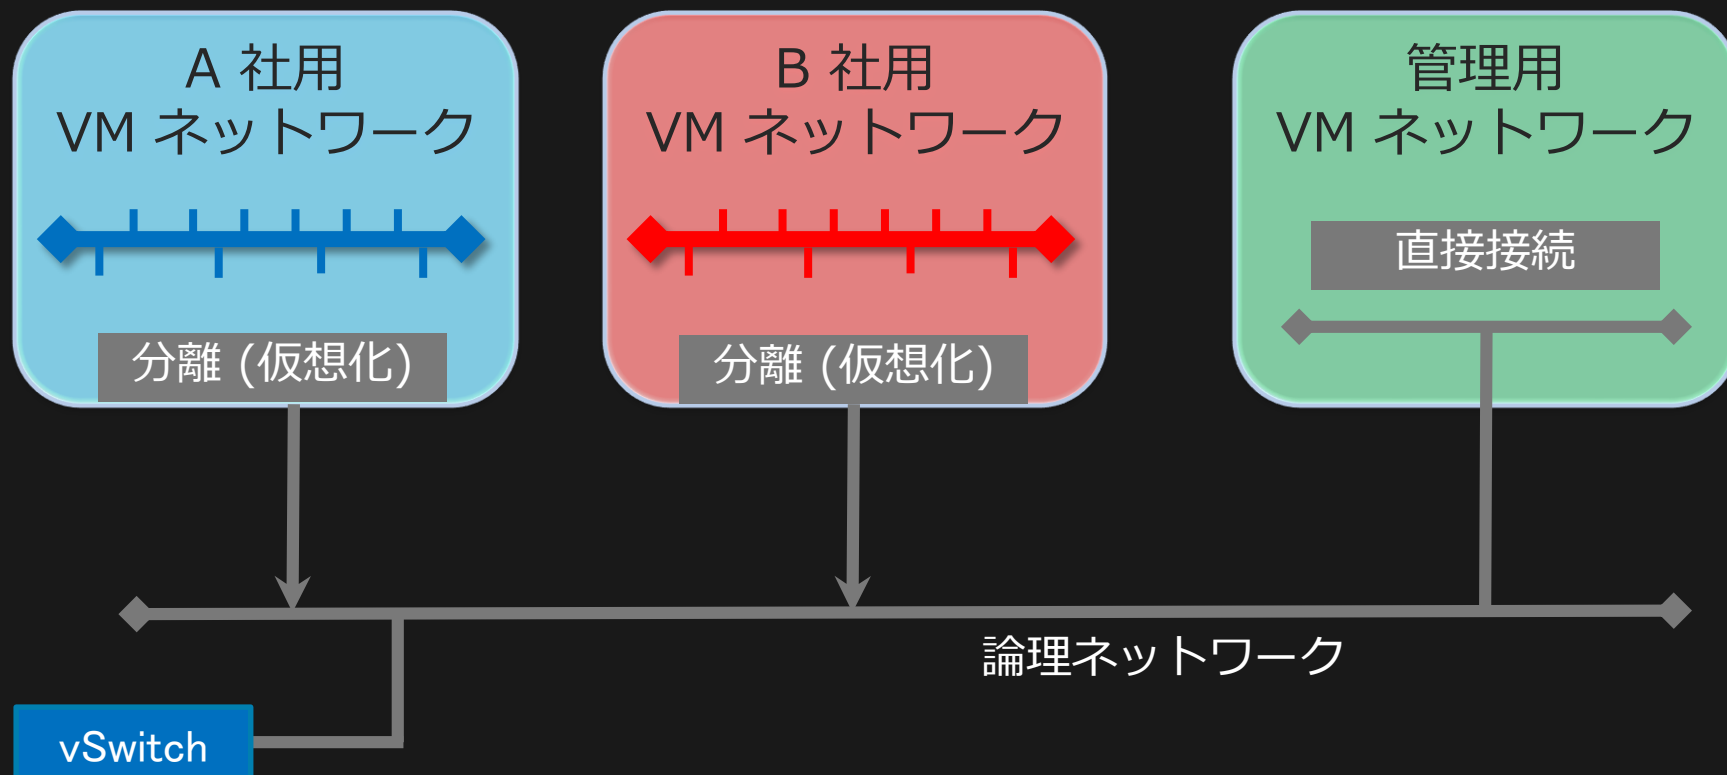 A 社用
VM ネットワーク
分離 (仮想化)
B 社用
VM ネットワーク
分離 (仮想化)
管理用
VM ネットワーク
直接接続
論理ネットワーク
vSwitch